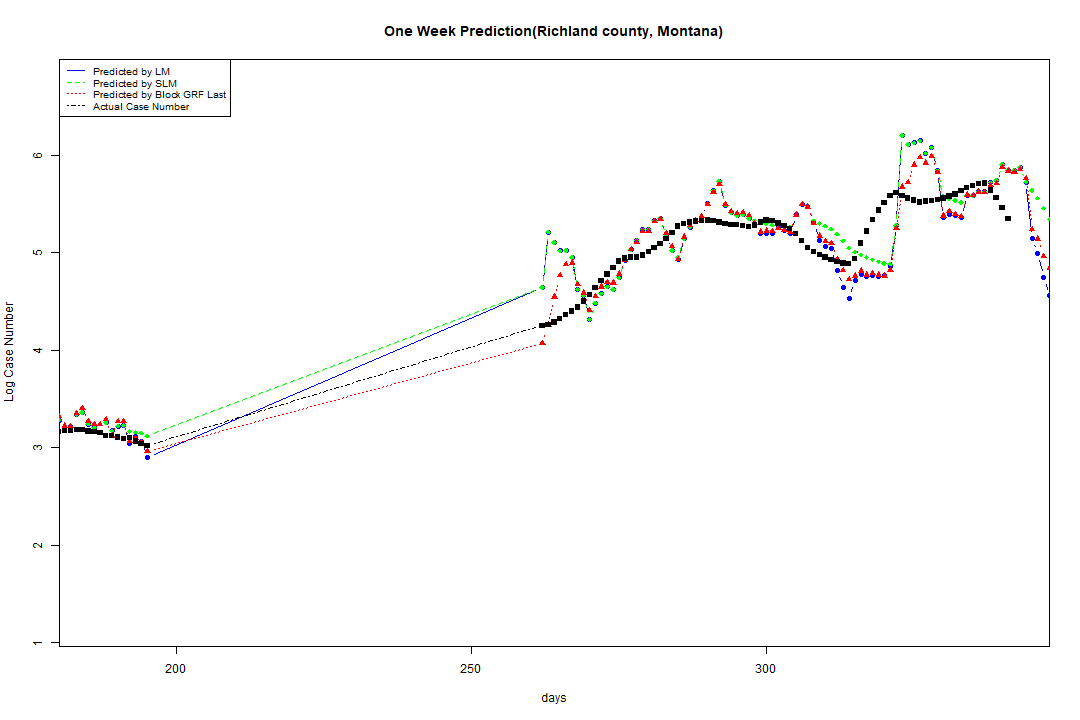 One Week Prediction(Richland county, Montana)
Predicted by LM
Predicted by SLM
Predicted by Block GRF Last
Actual Case Number
6
5
4
3
2
1
Log Case Number
200
250
300
days